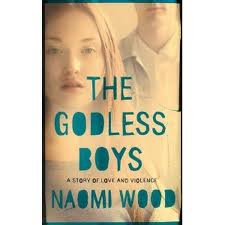 THE
GODLESS
BOYS
A STORY OF LOVE AND VIOLENCE
NAOMI WOOD